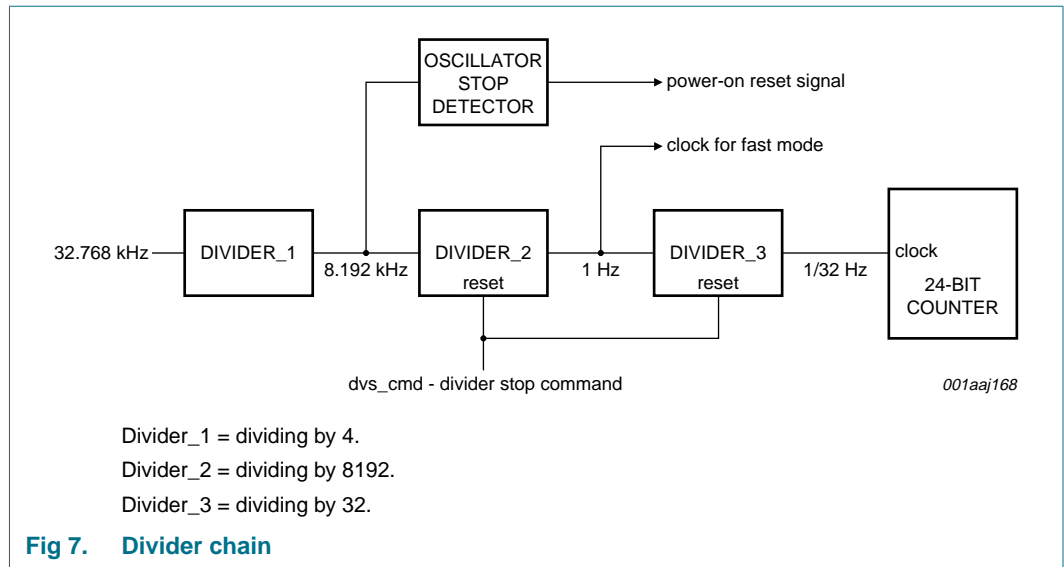 OSCILLATOR
STOP
DETECTOR
power-on reset signal
clock for fast mode
32.768 kHz
DIVIDER_1
8.192 kHz
DIVIDER_2
reset
1 Hz
DIVIDER_3
reset
1/32 Hz
clock
24-BIT
COUNTER
dvs_cmd - divider stop command
001aaj168
Divider_1 = dividing by 4.
Divider_2 = dividing by 8192.
Divider_3 = dividing by 32.
Fig 7. Divider chain